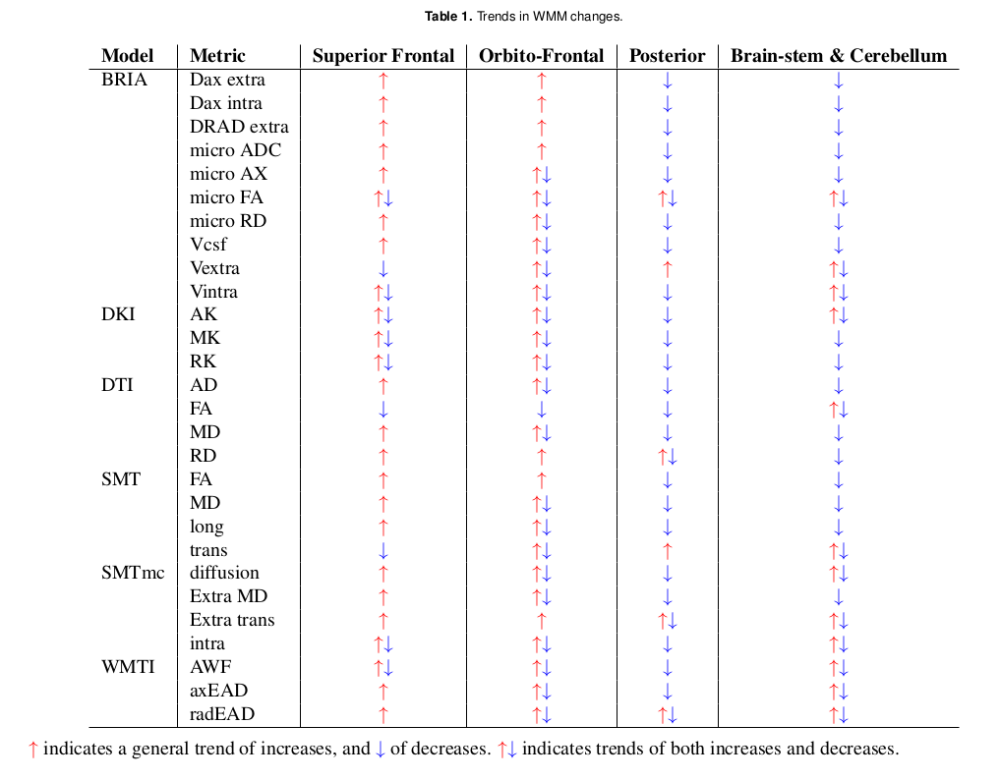 Table 1. Trends in WMM changes.
Model Metric Superior Frontal Orbito-Frontal Posterior Brain-stem & Cerebellum
BRIA Dax extra ↑ ↑ ↓ ↓
Dax intra ↑ ↑ ↓ ↓
DRAD extra ↑ ↑ ↓ ↓
micro ADC ↑ ↑ ↓ ↓
micro AX ↑ ↑↓ ↓ ↓
micro FA ↑↓ ↑↓ ↑↓ ↑↓
micro RD ↑ ↑↓ ↓ ↓
Vcsf ↑ ↑↓ ↓ ↓
Vextra ↓ ↑↓ ↑ ↑↓
Vintra ↑↓ ↑↓ ↓ ↑↓
DKI AK ↑↓ ↑↓ ↓ ↑↓
MK ↑↓ ↑↓ ↓ ↓
RK ↑↓ ↑↓ ↓ ↓
DTI AD ↑ ↑↓ ↓ ↓
FA ↓ ↓ ↓ ↑↓
MD ↑ ↑↓ ↓ ↓
RD ↑ ↑ ↑↓ ↓
SMT FA ↑ ↑ ↓ ↓
MD ↑ ↑↓ ↓ ↓
long ↑ ↑↓ ↓ ↓
trans ↓ ↑↓ ↑ ↑↓
SMTmc diffusion ↑ ↑↓ ↓ ↑↓
Extra MD ↑ ↑↓ ↓ ↓
Extra trans ↑ ↑ ↑↓ ↑↓
intra ↑↓ ↑↓ ↓ ↑↓
WMTI AWF ↑↓ ↑↓ ↓ ↑↓
axEAD ↑ ↑↓ ↓ ↑↓
radEAD ↑ ↑↓ ↑↓ ↑↓
↑ indicates a general trend of increases, and ↓ of decreases. ↑↓ indicates trends of both increases and decreases.